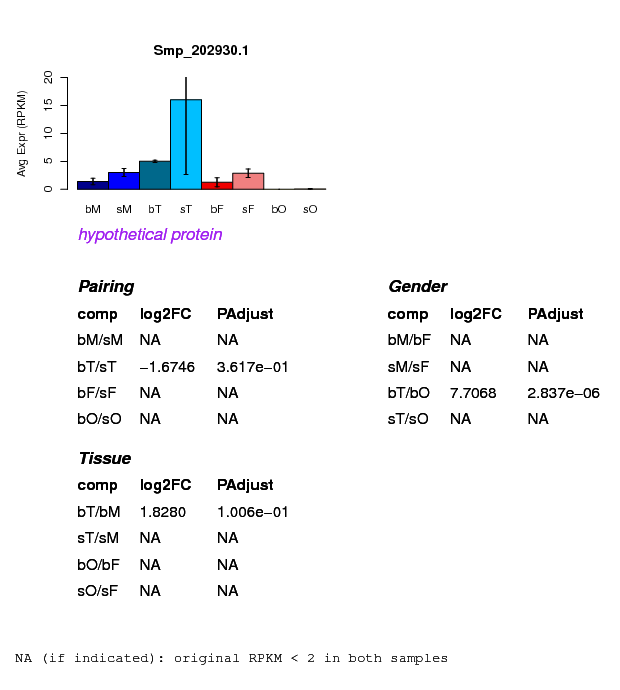 Smp_202930.1
Avg Expr (RPKM)
20
15
10
5
0
bM sM bT sT bF sF bO sO
hypothetical protein
Pairing
comp log2FC PAdjust
bM/sM NA NA
bT/sT −1.6746 3.617e−01
bF/sF NA NA
bO/sO NA NA
Gender
comp log2FC PAdjust
bM/bF NA NA
sM/sF NA NA
bT/bO 7.7068 2.837e−06
sT/sO NA NA
Tissue
comp log2FC PAdjust
bT/bM 1.8280 1.006e−01
sT/sM NA NA
bO/bF NA NA
sO/sF NA NA
NA (if indicated): original RPKM < 2 in both samples